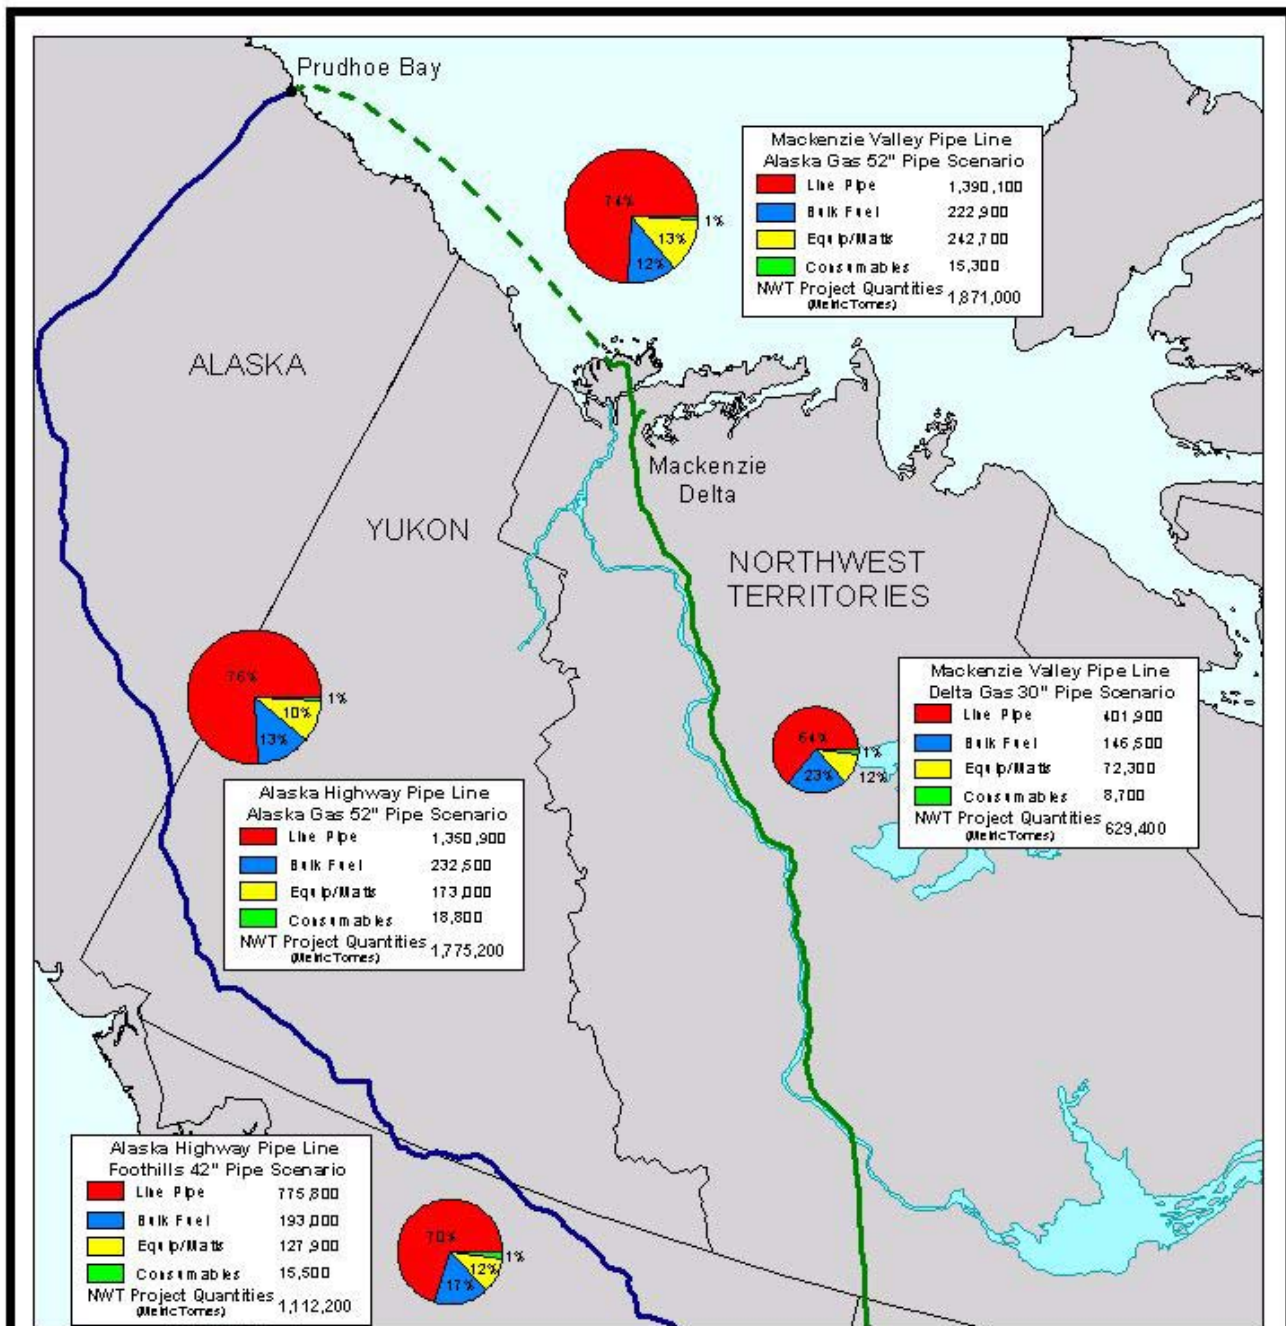 Prudhoe Bay
Mackenzie Valley Pipe Line
Alaska Gas 52" Pipe Scenario
74%
1%
13%
12%
Line Pipe 1,390,100
Bulk Fuel 222,900
Equip/Matls 242,700
Consumables 15,300
NWT Project Quantities 1,871,000
(Metric Tonnes)
ALASKA
Mackenzie
Delta
YUKON
NORTHWEST
TERRITORIES
76%
1%
10%
13%
Mackenzie Valley Pipe Line
Delta Gas 30" Pipe Scenario
Line Pipe 401,900
Bulk Fuel 146,500
Equip/Matls 72,300
Consumables 8,700
NWT Project Quantities 629,400
(Metric Tonnes)
64%
1%
23%
12%
Alaska Highway Pipe Line
Alaska Gas 52" Pipe Scenario
Line Pipe 1,350,900
Bulk Fuel 232,500
Equip/Matls 173,000
Consumables 18,800
NWT Project Quantities 1,775,200
(Metric Tonnes)
Alaska Highway Pipe Line
Foothills 42" Pipe Scenario
Line Pipe 775,800
Bulk Fuel 193,000
Equip/Matls 127,900
Consumables 15,500
NWT Project Quantities 1,112,200
(Metric Tonnes)
70%
1%
12%
17%